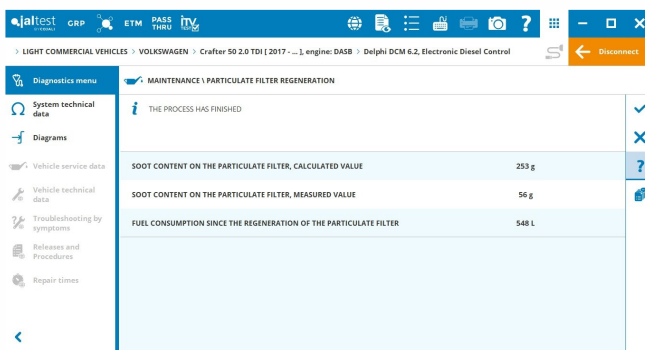 jaltest GRP ETM PASS THRU itv
> LIGHT COMMERCIAL VEHICLES > VOLKSWAGEN > Crafter 50 2.0 TDI [ 2017 - ... ], engine: DASB > Delphi DCM 6.2, Electronic Diesel Control
Disconnect
Diagnostics menu
MAINTENANCE \ PARTICULATE FILTER REGENERATION
System technical
data
Diagrams
Vehicle service data
Vehicle technical
data
Troubleshooting by
symptoms
Releases and
Procedures
Repair times
THE PROCESS HAS FINISHED
SOOT CONTENT ON THE PARTICULATE FILTER, CALCULATED VALUE 253 g
SOOT CONTENT ON THE PARTICULATE FILTER, MEASURED VALUE 56 g
FUEL CONSUMPTION SINCE THE REGENERATION OF THE PARTICULATE FILTER 548 L